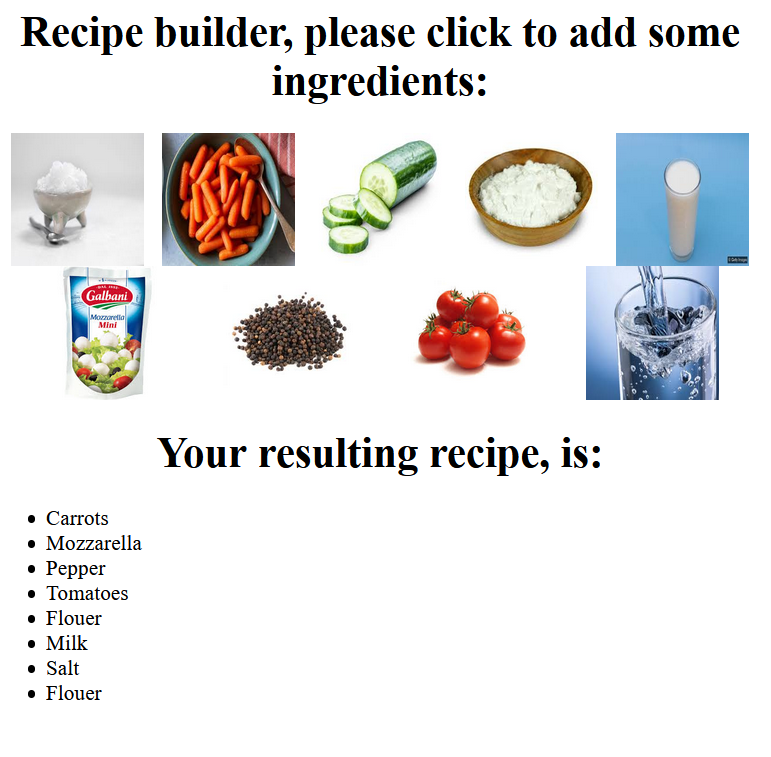 Recipe builder, please click to add some
ingredients:
Galbani
Mozzarella
Mini
Your resulting recipe, is:
Carrots
Mozzarella
Pepper
Tomatoes
Flouer
Milk
Salt
Flouer